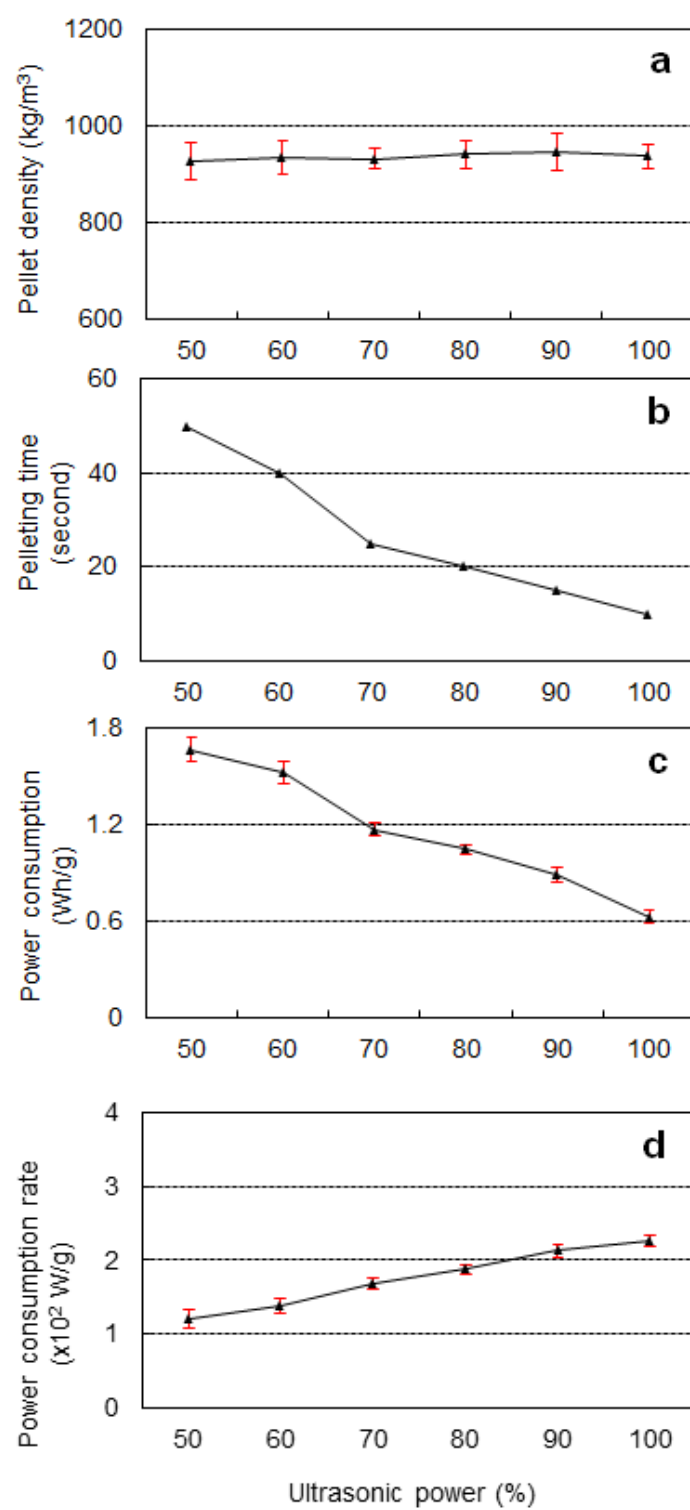 1200
a
1000
800
600
Pellet density (kg/m³)
50 60 70 80 90 100
60
b
40
20
0
Pelleting time
(second)
50 60 70 80 90 100
1.8
c
1.2
0.6
0
Power consumption
(Wh/g)
50 60 70 80 90 100
4
d
3
2
1
0
Power consumption rate
(x10² W/g)
50 60 70 80 90 100
Ultrasonic power (%)